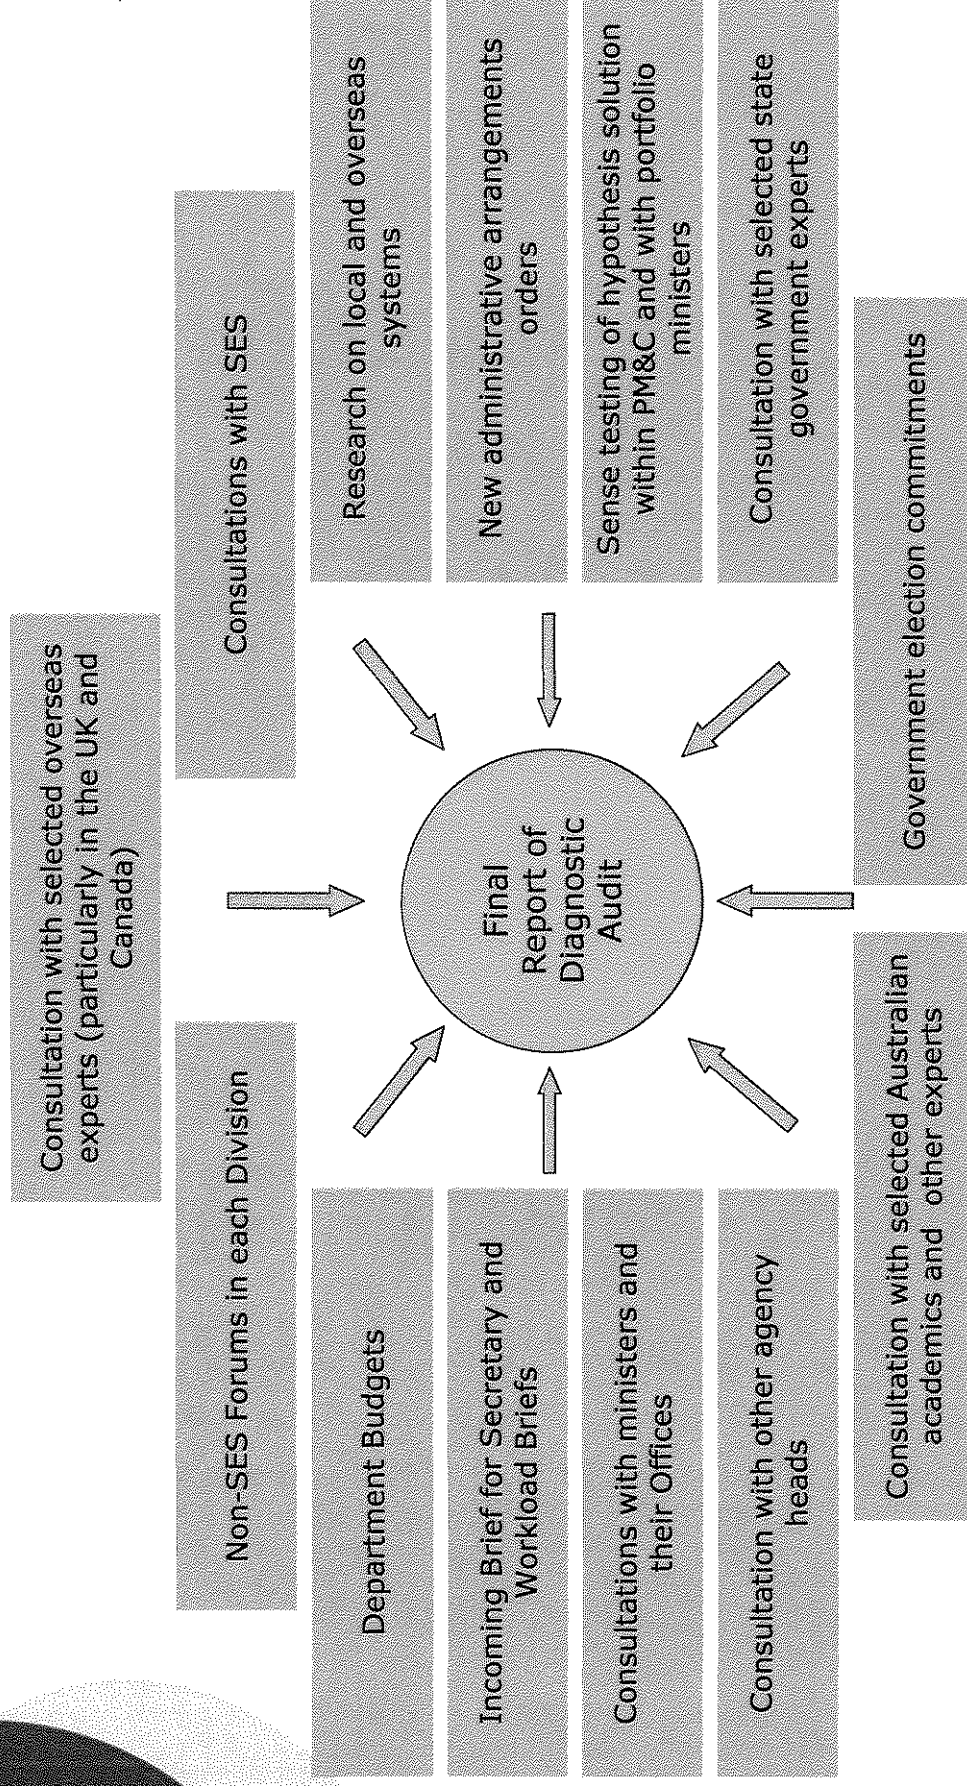 Consultation with selected overseas
experts (particularly in the UK and
Canada)
Non-SES Forums in each Division
Consultations with SES
Department Budgets
Research on local and overseas
systems
Incoming Brief for Secretary and
Workload Briefs
New administrative arrangements
orders
Final
Report of
Diagnostic
Audit
Consultations with ministers and
their Offices
Sense testing of hypothesis solution
within PM&C and with portfolio
ministers
Consultation with other agency
heads
Consultation with selected state
government experts
Consultation with selected Australian
academics and other experts
Government election commitments